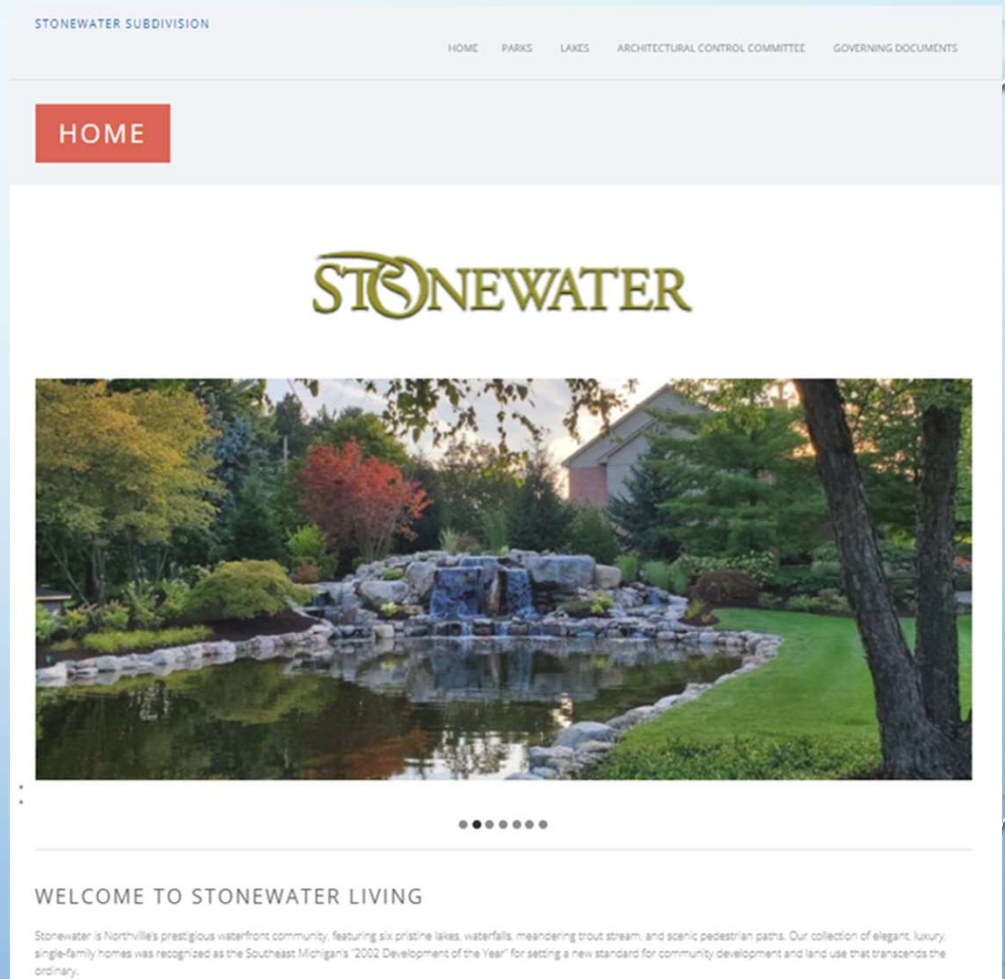 STONEWATER SUBDIVISION
HOME PARKS LAKES ARCHITECTURAL CONTROL COMMITTEE GOVERNING DOCUMENTS
HOME
STONEWATER
WELCOME TO STONEWATER LIVING
Stonewater is Northville's prestigious waterfront community, featuring six pristine lakes, waterfalls, meandering trout stream, and scenic pedestrian paths. Our collection of elegant, luxury,
single-family homes was recognized as the Southeast Michigan's "2002 Development of the Year" for setting a new standard for community development and land use that transcends the
ordinary.